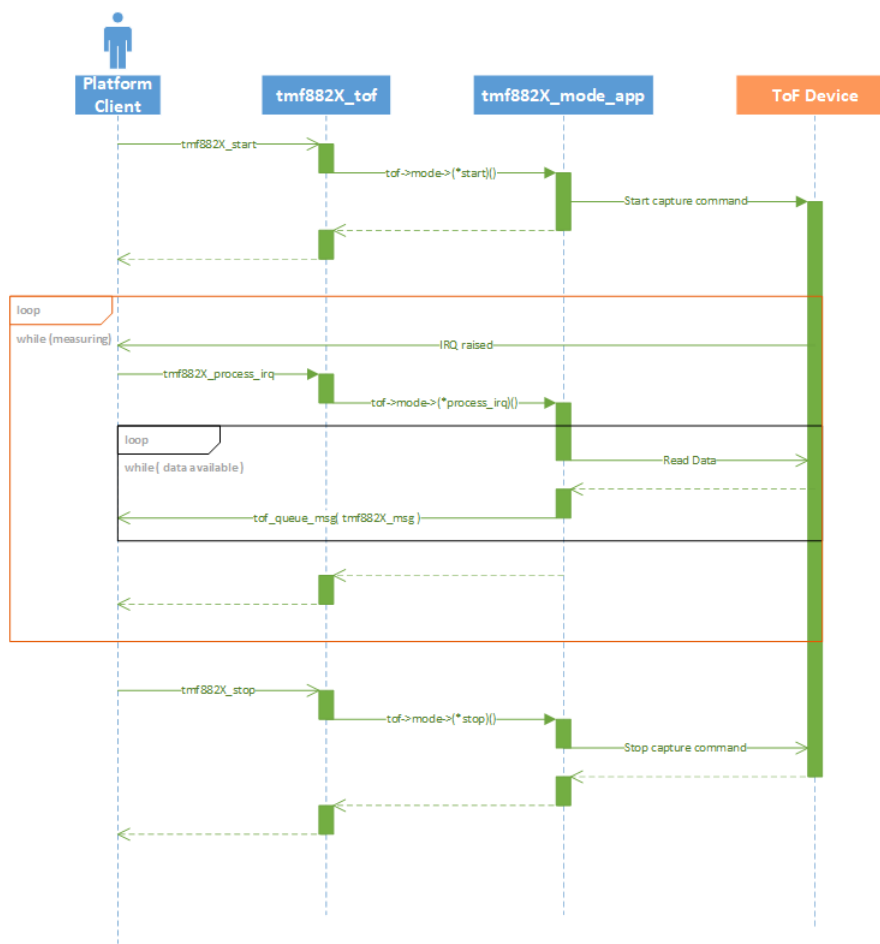 Platform
Client
tmf882X_tof
tmf882X_mode_app
ToF Device
tmf882X_start
tof->mode->(*start)()
Start capture command
loop
while (measuring)
IRQ raised
tmf882X_process_irq
tof->mode->(*process_irq)()
loop
while( data available )
Read Data
tof_queue_msg( tmf882X_msg )
tmf882X_stop
tof->mode->(*stop)()
Stop capture command